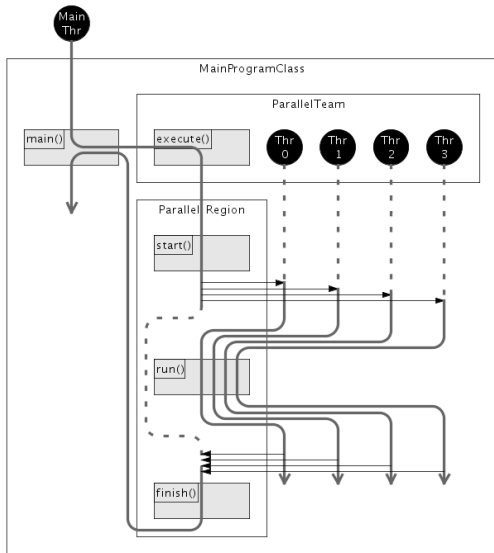 Main
Thr
MainProgramClass
ParallelTeam
main()
execute()
Thr
0
Thr
1
Thr
2
Thr
3
Parallel Region
start()
run()
finish()